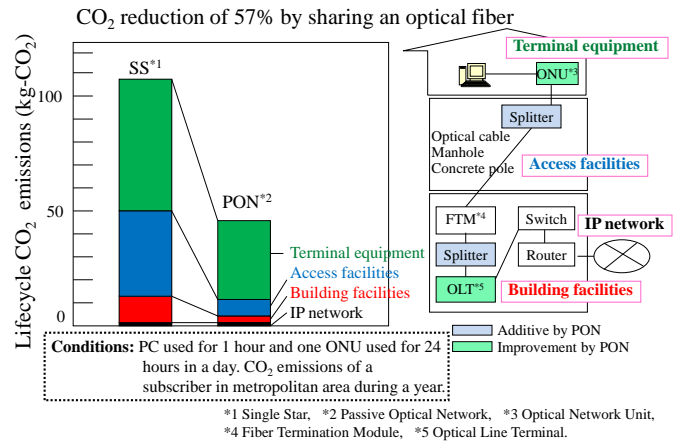 CO2 reduction of 57% by sharing an optical fiber
Lifecycle CO2 emissions (kg-CO2)
100
50
0
SS*1
PON*2
Terminal equipment
Access facilities
Building facilities
IP network
Terminal equipment
ONU*3
Splitter
Optical cable
Manhole
Concrete pole
Access facilities
FTM*4
Switch
IP network
Splitter
Router
OLT*5
Building facilities
Additive by PON
Improvement by PON
Conditions: PC used for 1 hour and one ONU used for 24
hours in a day. CO2 emissions of a
subscriber in metropolitan area during a year.
*1 Single Star, *2 Passive Optical Network, *3 Optical Network Unit,
*4 Fiber Termination Module, *5 Optical Line Terminal.